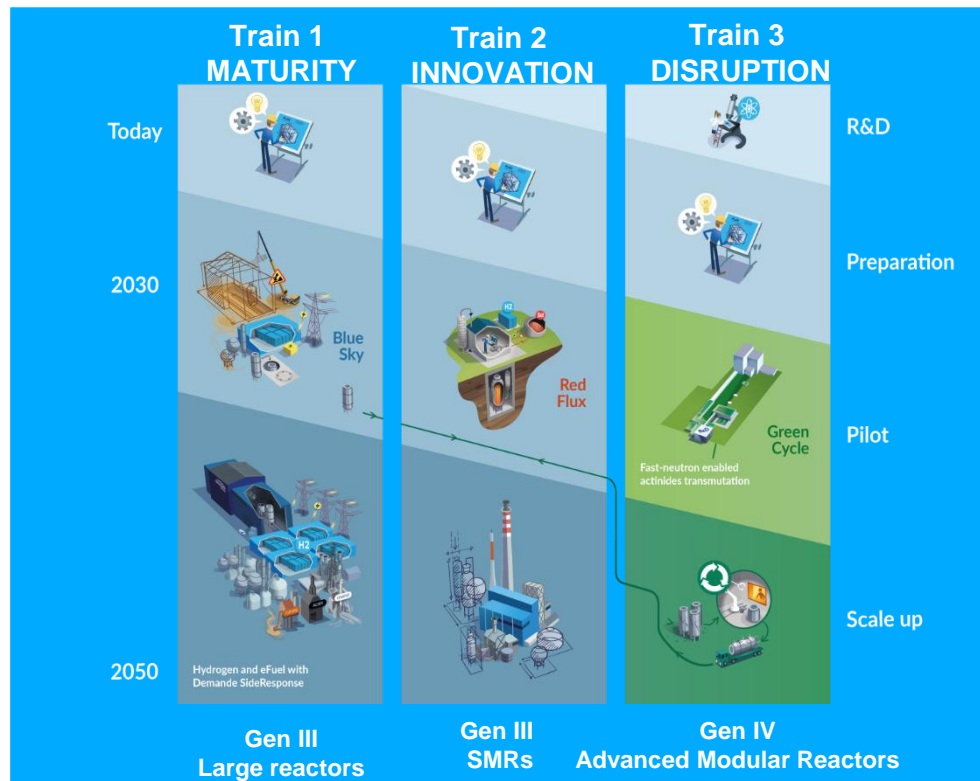 Train 1
MATURITY
Train 2
INNOVATION
Train 3
DISRUPTION
Today
R&D
Preparation
2030
H2
Blue
Sky
Red
Flux
Green
Cycle
Pilot
Fast-neutron enabled
actinides transmutation
H2
Scale up
2050
Hydrogen and eFuel with
Demande SideResponse
Gen III
Large reactors
Gen III
SMRs
Gen IV
Advanced Modular Reactors